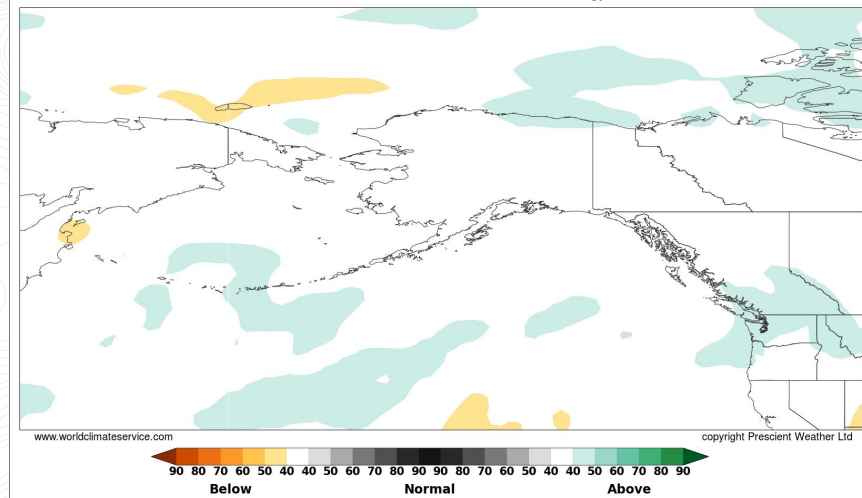 www.worldclimateservice.com
copyright Prescient Weather Ltd
90 80 70 60 50 40 40 50 60 70 80 90 90 80 70 60 50 40 40 50 60 70 80 90
Below Normal Above